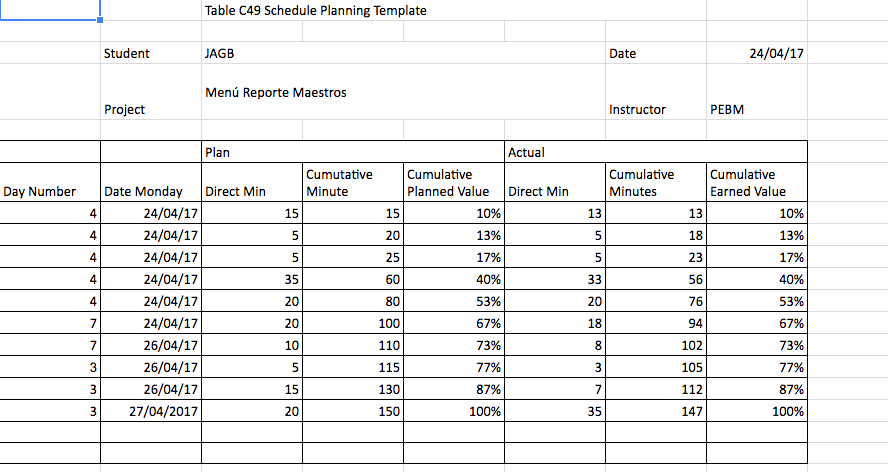 Table C49 Schedule Planning Template
Student JAGB Date 24/04/17
Menú Reporte Maestros
Project Instructor PEBM
Plan Actual
Cumutative Cumulative Cumulative Cumulative
Day Number Date Monday Direct Min Minute Planned Value Direct Min Minutes Earned Value
4 24/04/17 15 15 10% 13 13 10%
4 24/04/17 5 20 13% 5 18 13%
4 24/04/17 5 25 17% 5 23 17%
4 24/04/17 35 60 40% 33 56 40%
4 24/04/17 20 80 53% 20 76 53%
7 24/04/17 20 100 67% 18 94 67%
7 26/04/17 10 110 73% 8 102 73%
3 26/04/17 5 115 77% 3 105 77%
3 26/04/17 15 130 87% 7 112 87%
3 27/04/2017 20 150 100% 35 147 100%